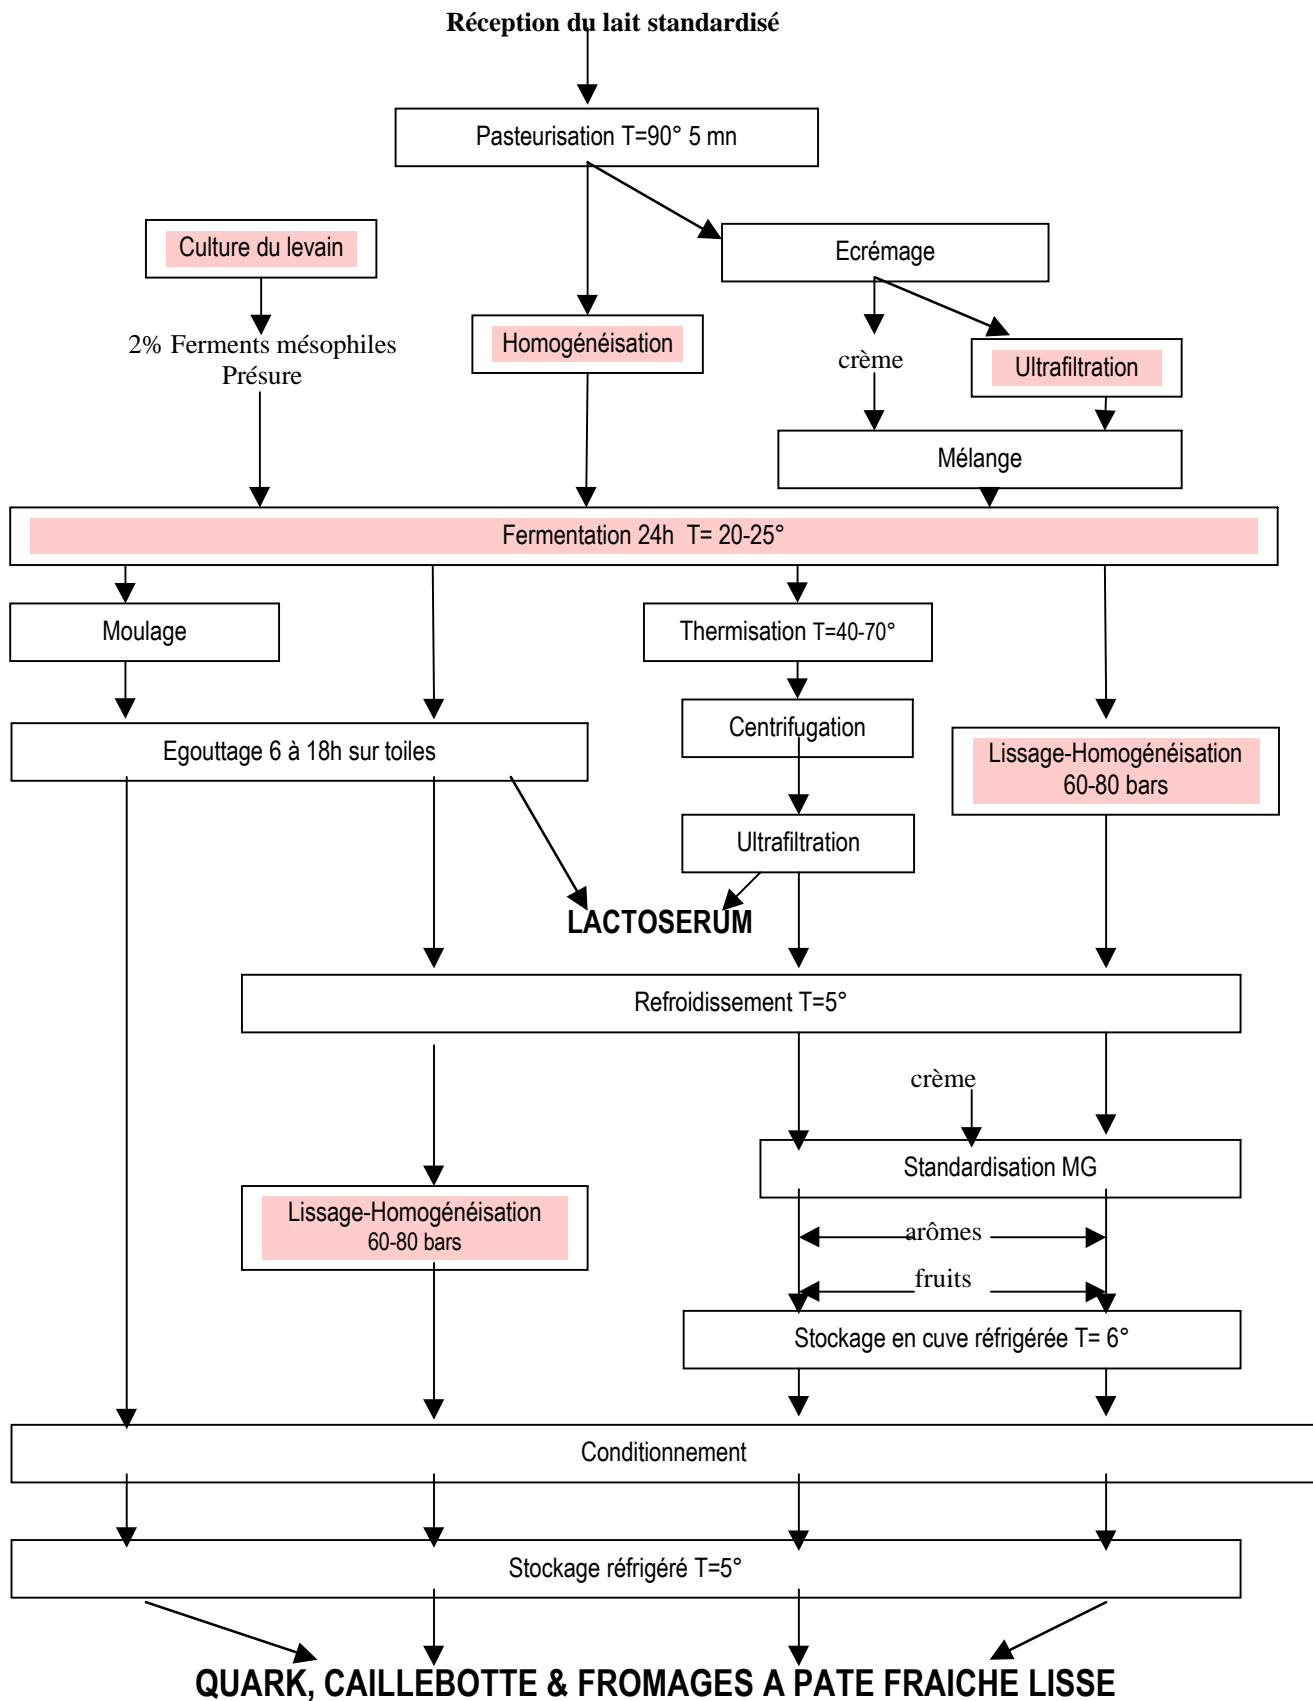 Réception du lait standardisé
Pasteurisation T=90° 5 mn
Culture du levain
Ecrémage
2% Ferments mésophiles
Présure
Homogénéisation
crème
Ultrafiltration
Mélange
Fermentation 24h T= 20-25°
Moulage
Thermisation T=40-70°
Egouttage 6 à 18h sur toiles
Centrifugation
Lissage-Homogénéisation
60-80 bars
Ultrafiltration
LACTOSERUM
Refroidissement T=5°
crème
Standardisation MG
Lissage-Homogénéisation
60-80 bars
arômes
fruits
Stockage en cuve réfrigérée T= 6°
Conditionnement
Stockage réfrigéré T=5°
QUARK, CAILLEBOTTE & FROMAGES A PATE FRAICHE LISSE